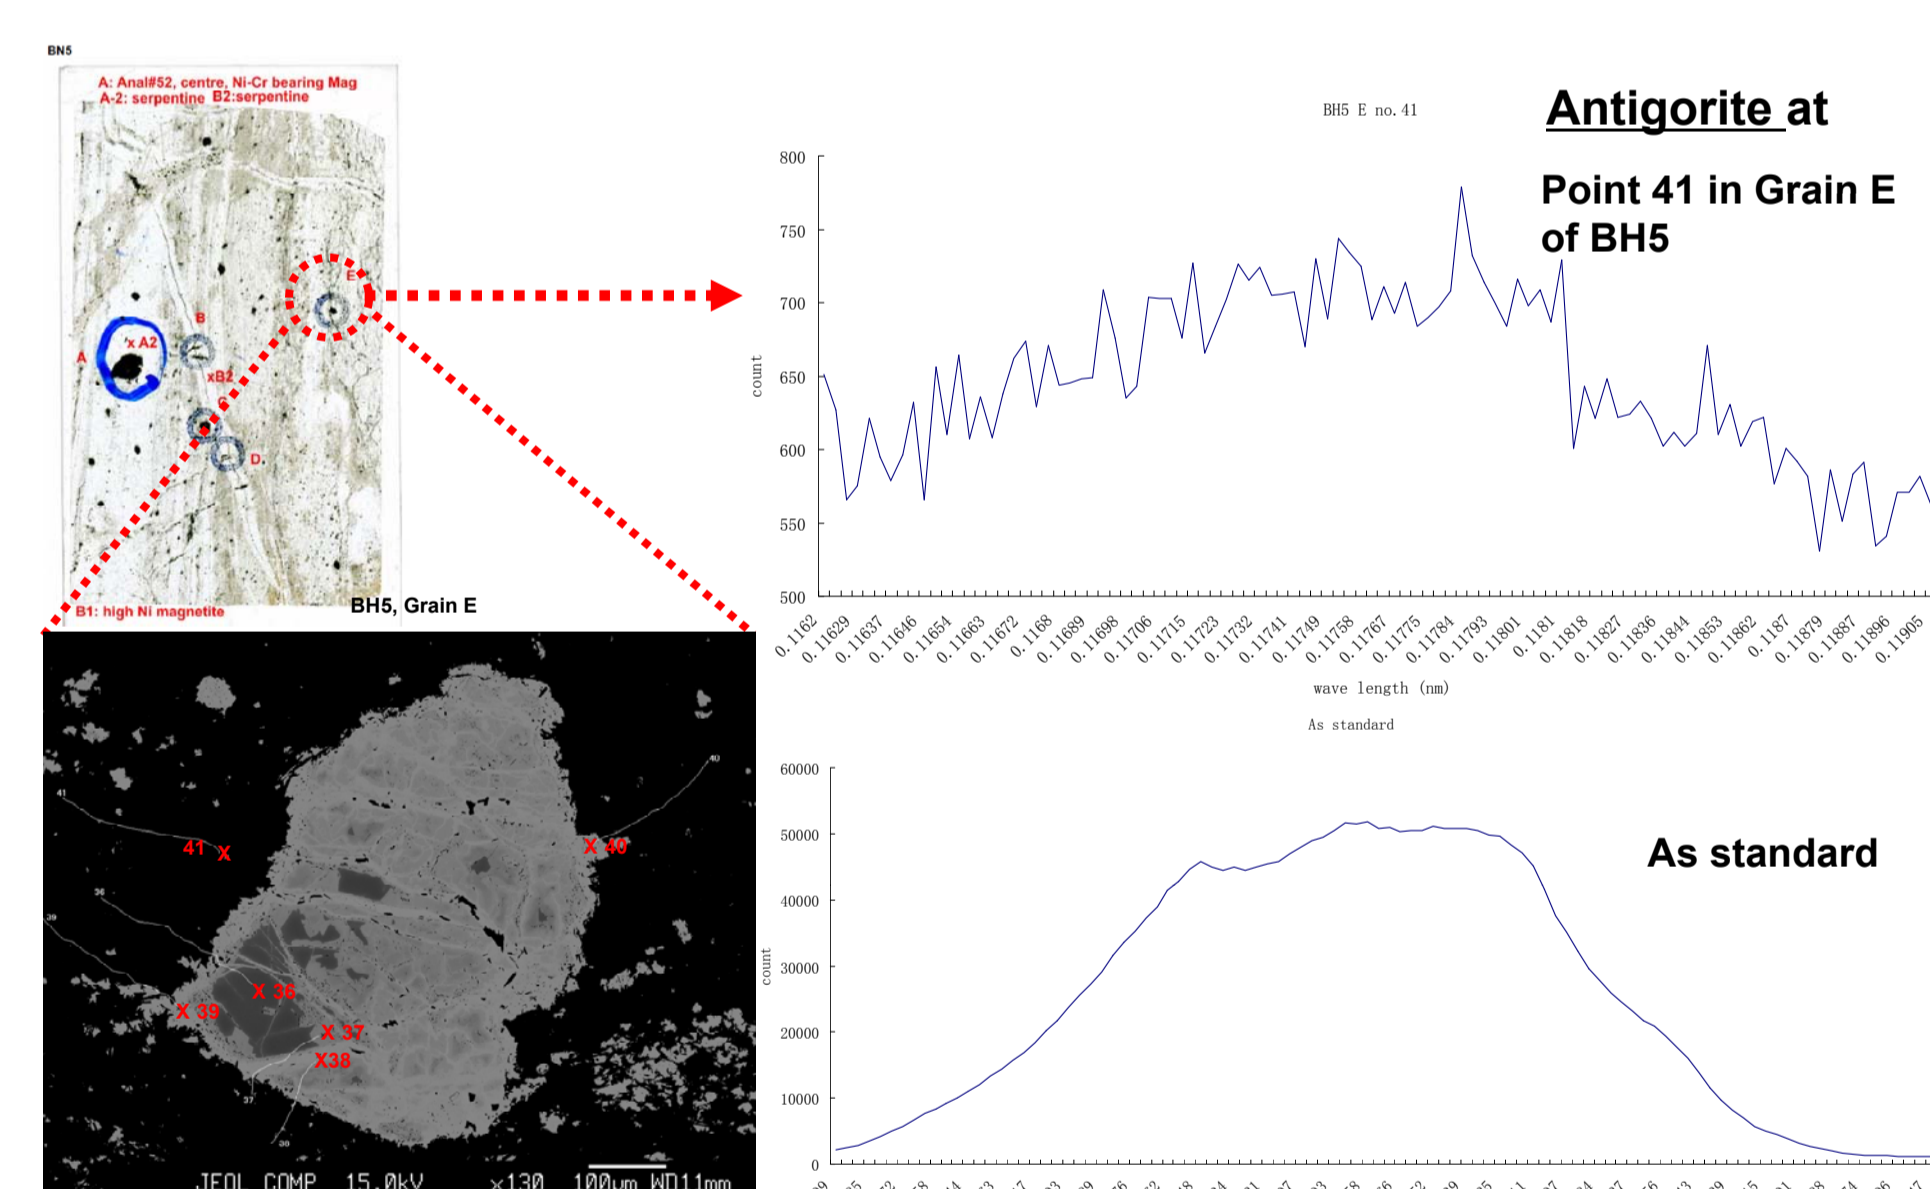 BN5
A: Anal#52, centre, Ni-Cr bearing Mag
A-2: serpentine B2:serpentine
E
B
x A2
A
xB2
C
D.
B1: high Ni magnetite
BH5, Grain E
41
40
41 X
X 40
36
39
X 36
X 39
X 37
X38
37
38
JEOL COMP 15.0kV x130 100μm WD11mm
BH5 E no.41
Antigorite at
Point 41 in Grain E
of BH5
800
750
700
650
600
550
500
count
0.1162 0.11629 0.11637 0.11646 0.11654 0.11663 0.11672 0.1168 0.11689 0.11698 0.11706 0.11715 0.11723 0.11732 0.11741 0.11749 0.11758 0.11767 0.11775 0.11784 0.11793 0.11801 0.1181 0.11818 0.11827 0.11836 0.11844 0.11853 0.11862 0.1187 0.11879 0.11887 0.11896 0.11905
wave length (nm)
As standard
60000
50000
40000
30000
20000
10000
0
count
As standard